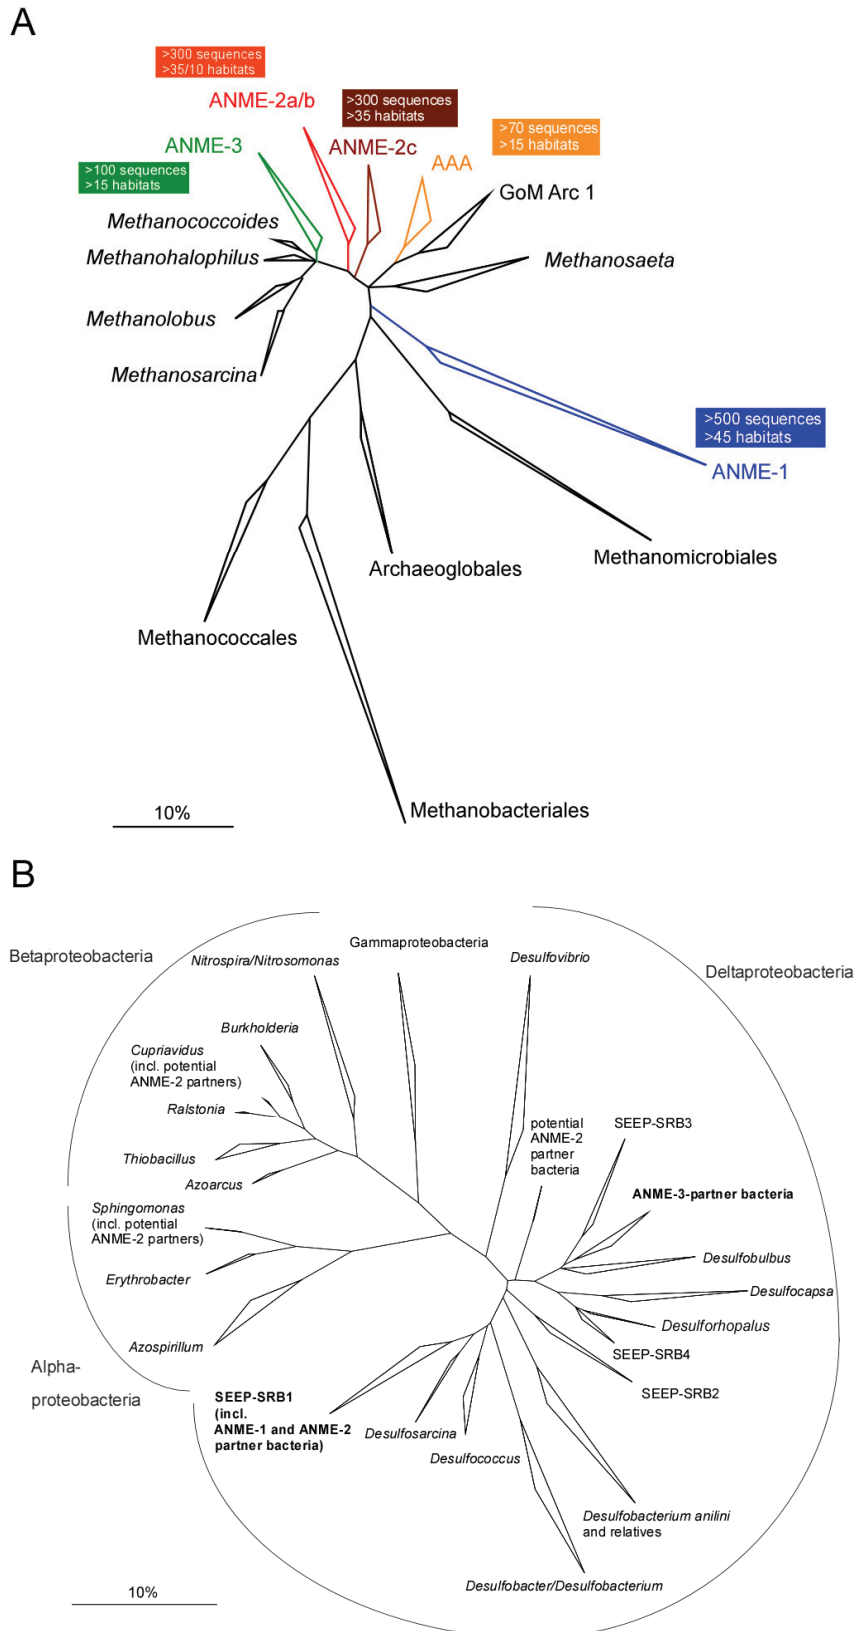 A
>300 sequences
>35/10 habitats
ANME-2a/b
>300 sequences
>35 habitats
ANME-2c
>70 sequences
>15 habitats
AAA
ANME-3
>100 sequences
>15 habitats
GoM Arc 1
Methanococcoides
Methanohalophilus
Methanosaeta
Methanolobus
Methanosarcina
>500 sequences
>45 habitats
ANME-1
Methanomicrobiales
Archaeoglobales
Methanococcales
Methanobacteriales
10%
B
Betaproteobacteria
Nitrospira/Nitrosomonas
Gammaproteobacteria
Desulfovibrio
Deltaproteobacteria
Burkholderia
Cupriavidus
(incl. potential
ANME-2 partners)
Ralstonia
Thiobacillus
Azoarcus
potential
ANME-2
partner
bacteria
SEEP-SRB3
ANME-3-partner bacteria
Sphingomonas
(incl. potential
ANME-2 partners)
Erythrobacter
Azospirillum
Desulfobulbus
Desulfocapsa
Desulforhopalus
SEEP-SRB4
SEEP-SRB2
Alpha-
proteobacteria
SEEP-SRB1
(incl.
ANME-1 and ANME-2
partner bacteria)
Desulfosarcina
Desulfococcus
Desulfobacterium anilini
and relatives
Desulfobacter/Desulfobacterium
10%